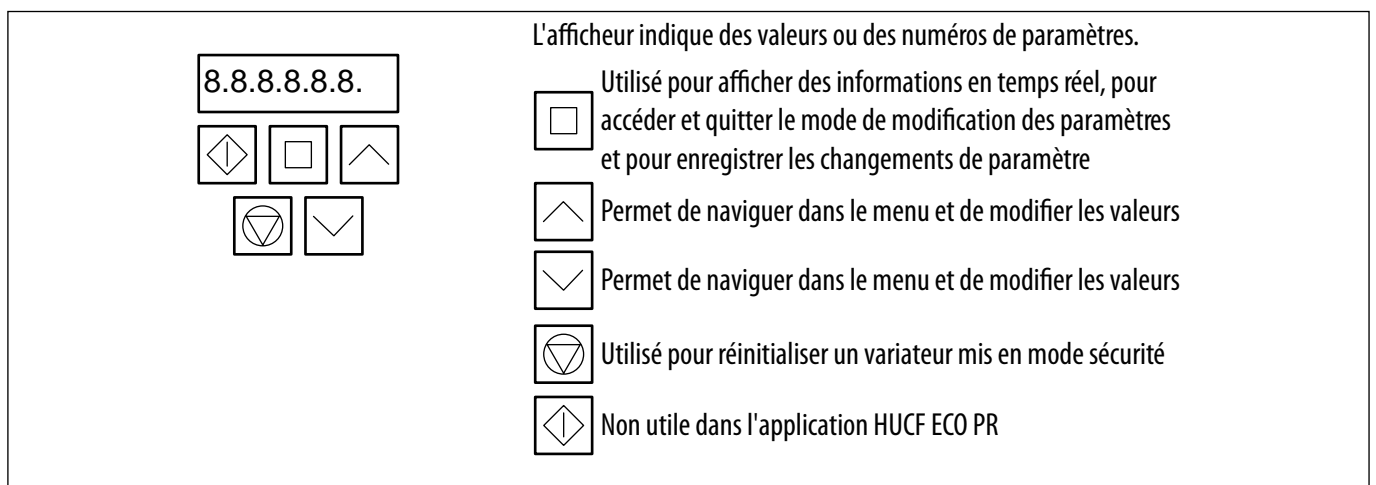 L'afficheur indique des valeurs ou des numéros de paramètres.
8.8.8.8.8.8.
Utilisé pour afficher des informations en temps réel, pour
accéder et quitter le mode de modification des paramètres
et pour enregistrer les changements de paramètre
Permet de naviguer dans le menu et de modifier les valeurs
Permet de naviguer dans le menu et de modifier les valeurs
Utilisé pour réinitialiser un variateur mis en mode sécurité
Non utile dans l'application HUCF ECO PR